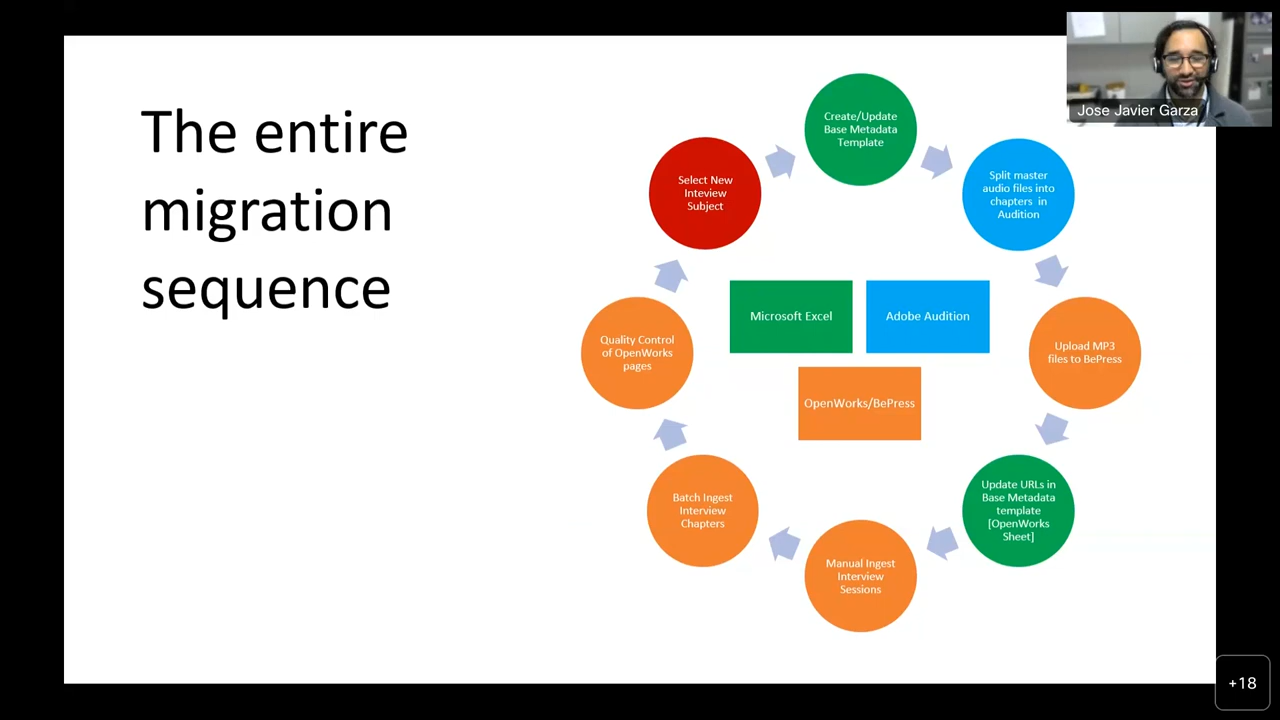 The entire
migration
sequence
Jose Javier Garza
Create/Update
Base Metadata
Template
Split master
audio files into
chapters in
Audition
Upload MP3
files to BePress
Update URLs in
Base Metadata
template
[OpenWorks
Sheet]
Manual Ingest
Interview
Sessions
Batch Ingest
Interview
Chapters
Quality Control
of OpenWorks
pages
Select New
Inteview
Subject
Microsoft Excel
Adobe Audition
OpenWorks/BePress
+18